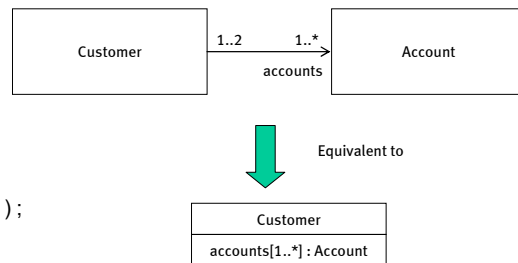 Customer
1..2
1..*
Account
accounts
Equivalent to
);
Customer
accounts[1..*] : Account